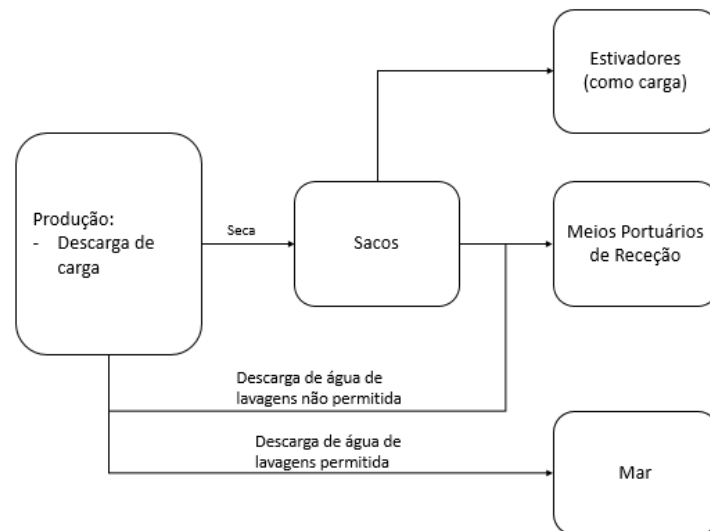 Estivadores
(como carga)
Produção:
- Descarga de
carga
Seca
Sacos
Meios Portuários
de Receção
Descarga de água de
lavagens não permitida
Descarga de água de
lavagens permitida
Mar